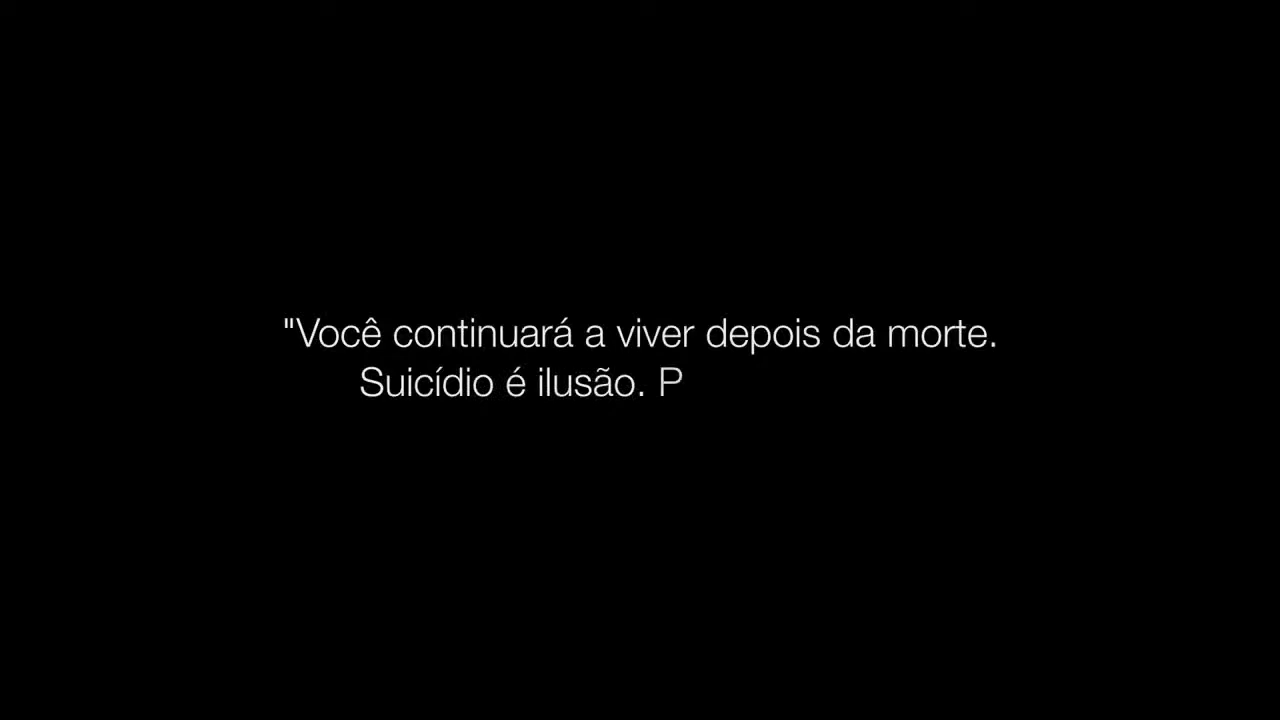 "Você continuará a viver depois da morte.
Suicídio é ilusão. P